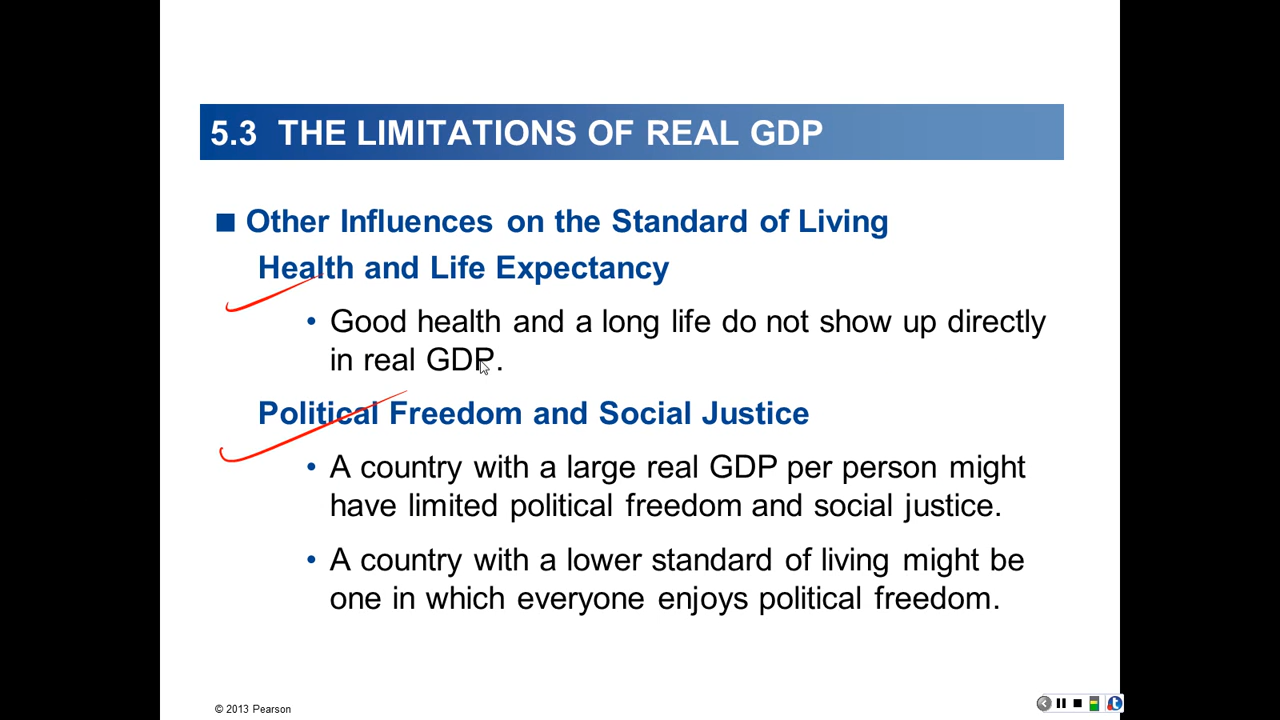 5.3 THE LIMITATIONS OF REAL GDP
Other Influences on the Standard of Living
Health and Life Expectancy
• Good health and a long life do not show up directly
in real GDP.
Political Freedom and Social Justice
• A country with a large real GDP per person might
have limited political freedom and social justice.
• A country with a lower standard of living might be
one in which everyone enjoys political freedom.
© 2013 Pearson